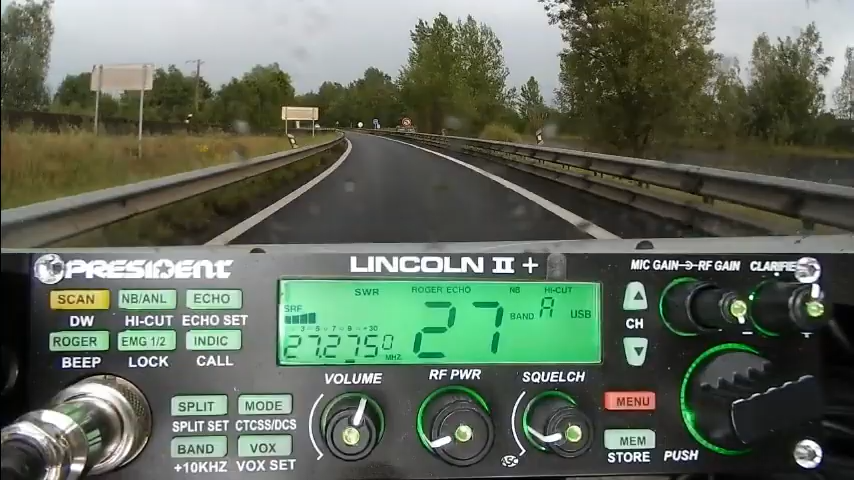 PRESIDENT
LINCOLN II +
MIC GAIN RF GAIN CLARIFIER
SCAN NB/ANL ECHO
DW HI-CUT ECHO SET
ROGER EMG 1/2 INDIC
BEEP LOCK CALL
SWR ROGER ECHO NB HI-CUT
SRF
27 BAND A USB
27.2750 MHZ
CH
VOLUME RF PWR SQUELCH
SPLIT MODE
SPLIT SET CTCSS/DCS
BAND VOX
+10KHZ VOX SET
ASC
MENU
MEM
STORE PUSH